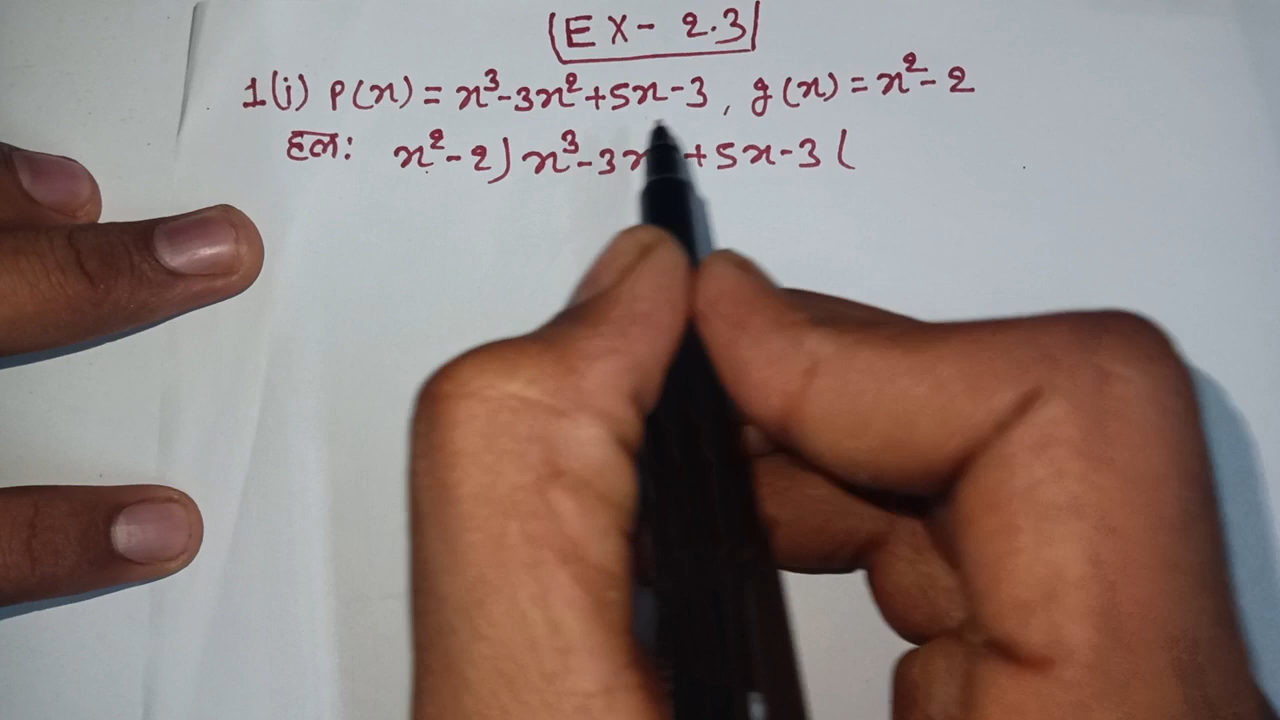 EX- 2.3
1(i) P(x) = x³-3x²+5x-3, g(x) = x²-2
हल: x²-2)x³-3x +5x-3(